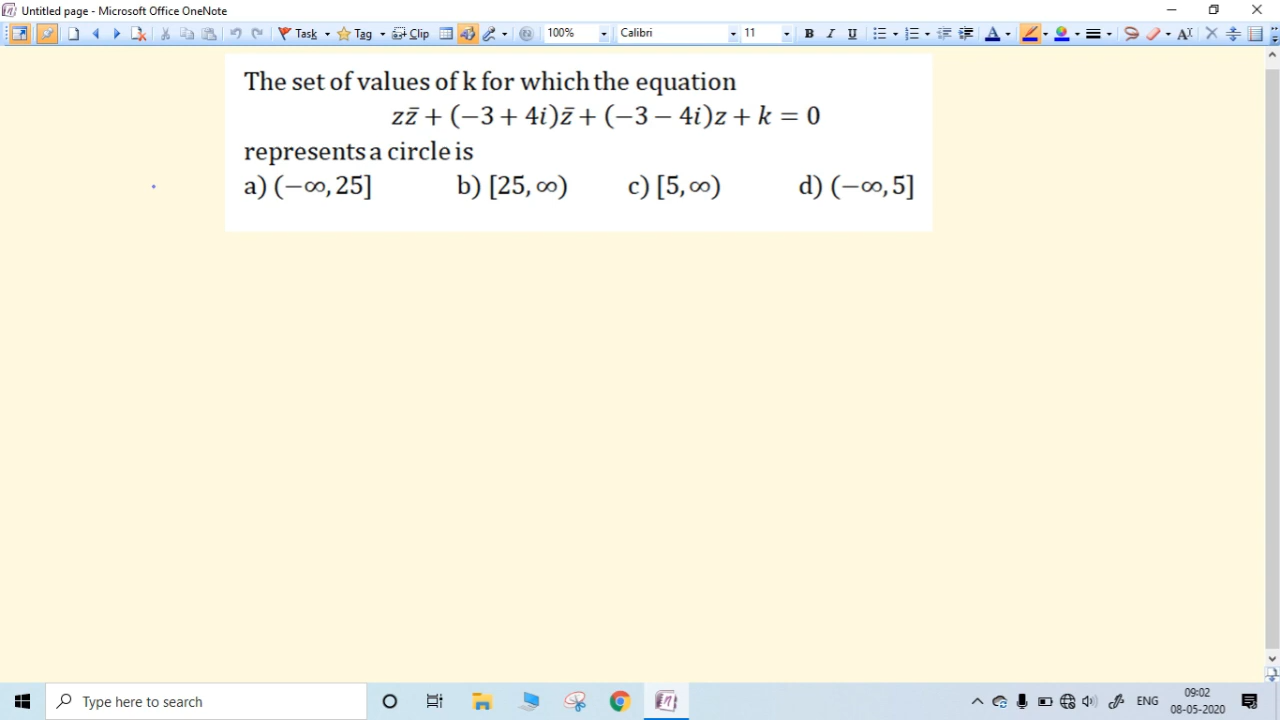 Untitled page - Microsoft Office OneNote
Task Tag Clip 100% Calibri 11 B I U A
The set of values of k for which the equation
zz̄ + (−3 + 4i)z̄ + (−3 − 4i)z + k = 0
represents a circle is
a) (−∞, 25] b) [25, ∞) c) [5, ∞) d) (−∞, 5]
Type here to search
ENG
09:02
08-05-2020